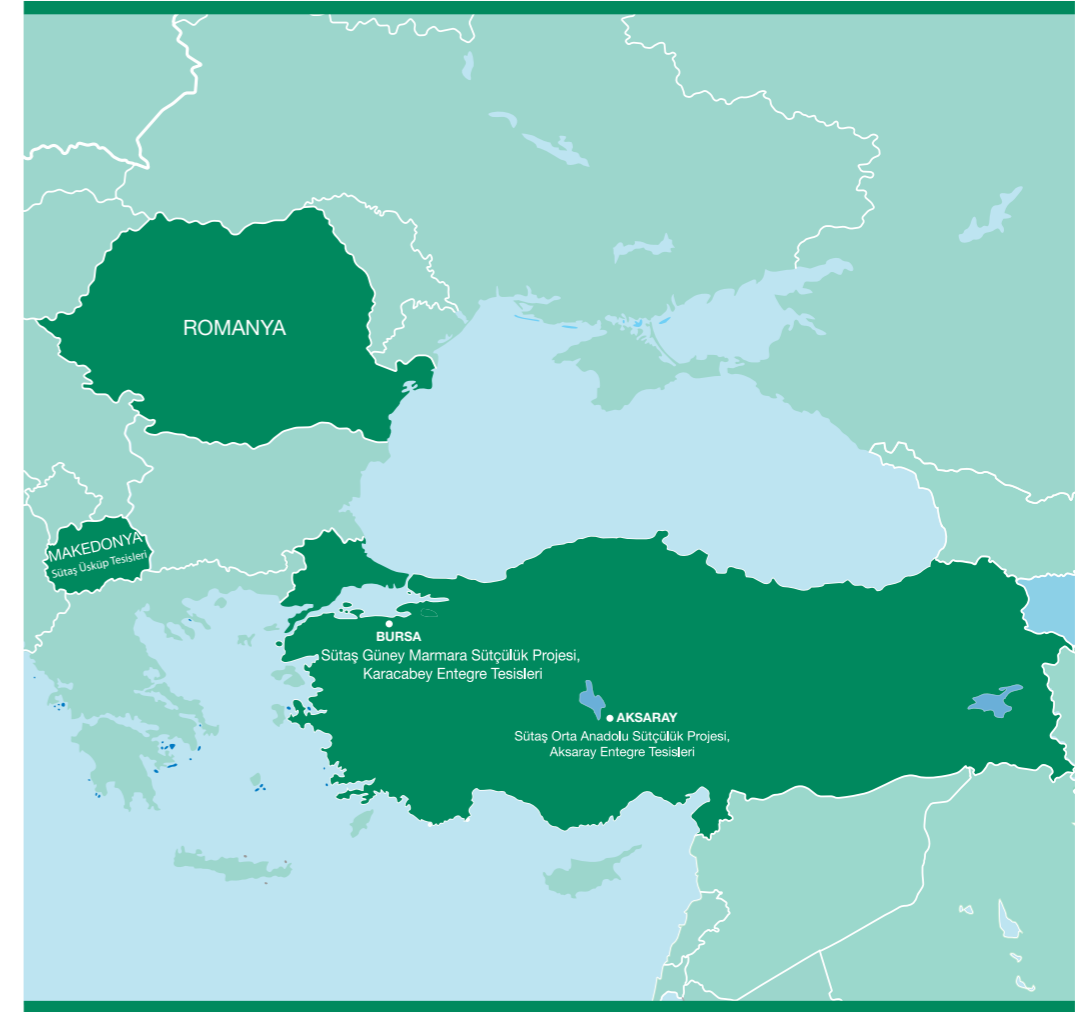 ROMANYA
MAKEDONYA
Sütaş Üsküp Tesisleri
BURSA
Sütaş Güney Marmara Sütçülük Projesi,
Karacabey Entegre Tesisleri
AKSARAY
Sütaş Orta Anadolu Sütçülük Projesi,
Aksaray Entegre Tesisleri